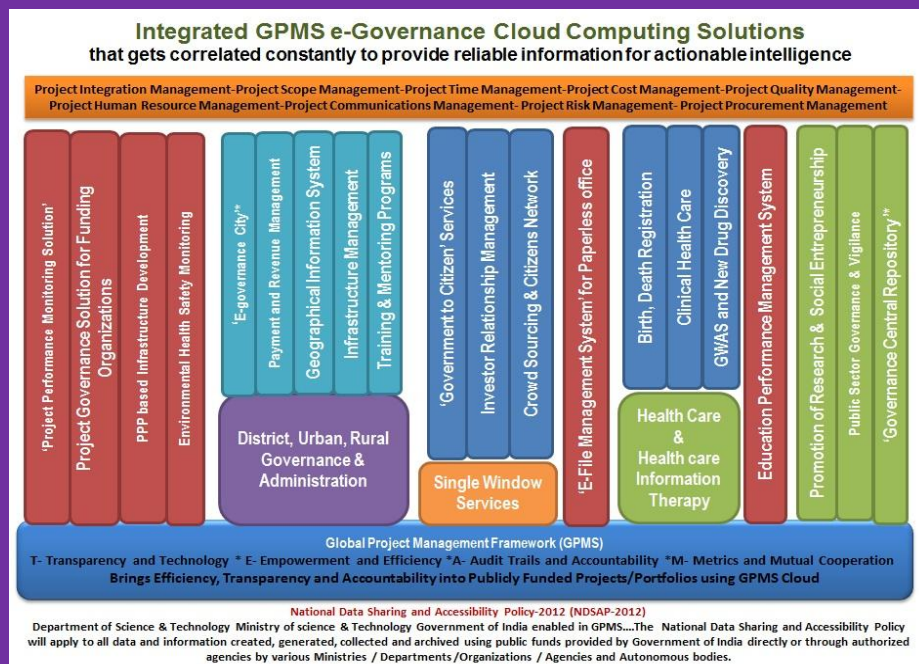 Integrated GPMS e-Governance Cloud Computing Solutions
that gets correlated constantly to provide reliable information for actionable intelligence
Project Integration Management-Project Scope Management-Project Time Management-Project Cost Management-Project Quality Management-
Project Human Resource Management-Project Communications Management- Project Risk Management- Project Procurement Management
'Project Performance Monitoring Solution'
Project Governance Solution for Funding
Organizations
PPP based Infrastructure Development
Environmental Health Safety Monitoring
'E-governance City'*
Payment and Revenue Management
Geographical Information System
Infrastructure Management
Training & Mentoring Programs
District, Urban, Rural
Governance &
Administration
'Government to Citizen' Services
Investor Relationship Management
Crowd Sourcing & Citizens Network
Single Window
Services
'E-File Management System' for Paperless office
Birth, Death Registration
Clinical Health Care
GWAS and New Drug Discovery
Health Care
&
Health care
Information
Therapy
Education Performance Management System
Promotion of Research & Social Entrepreneurship
Public Sector Governance & Vigilance
'Governance Central Repository'*
Global Project Management Framework (GPMS)
T- Transparency and Technology * E- Empowerment and Efficiency *A- Audit Trails and Accountability *M- Metrics and Mutual Cooperation
Brings Efficiency, Transparency and Accountability into Publicly Funded Projects/Portfolios using GPMS Cloud
National Data Sharing and Accessibility Policy-2012 (NDSAP-2012)
Department of Science & Technology Ministry of science & Technology Government of India enabled in GPMS....The National Data Sharing and Accessibility Policy
will apply to all data and information created, generated, collected and archived using public funds provided by Government of India directly or through authorized
agencies by various Ministries / Departments /Organizations / Agencies and Autonomous bodies.